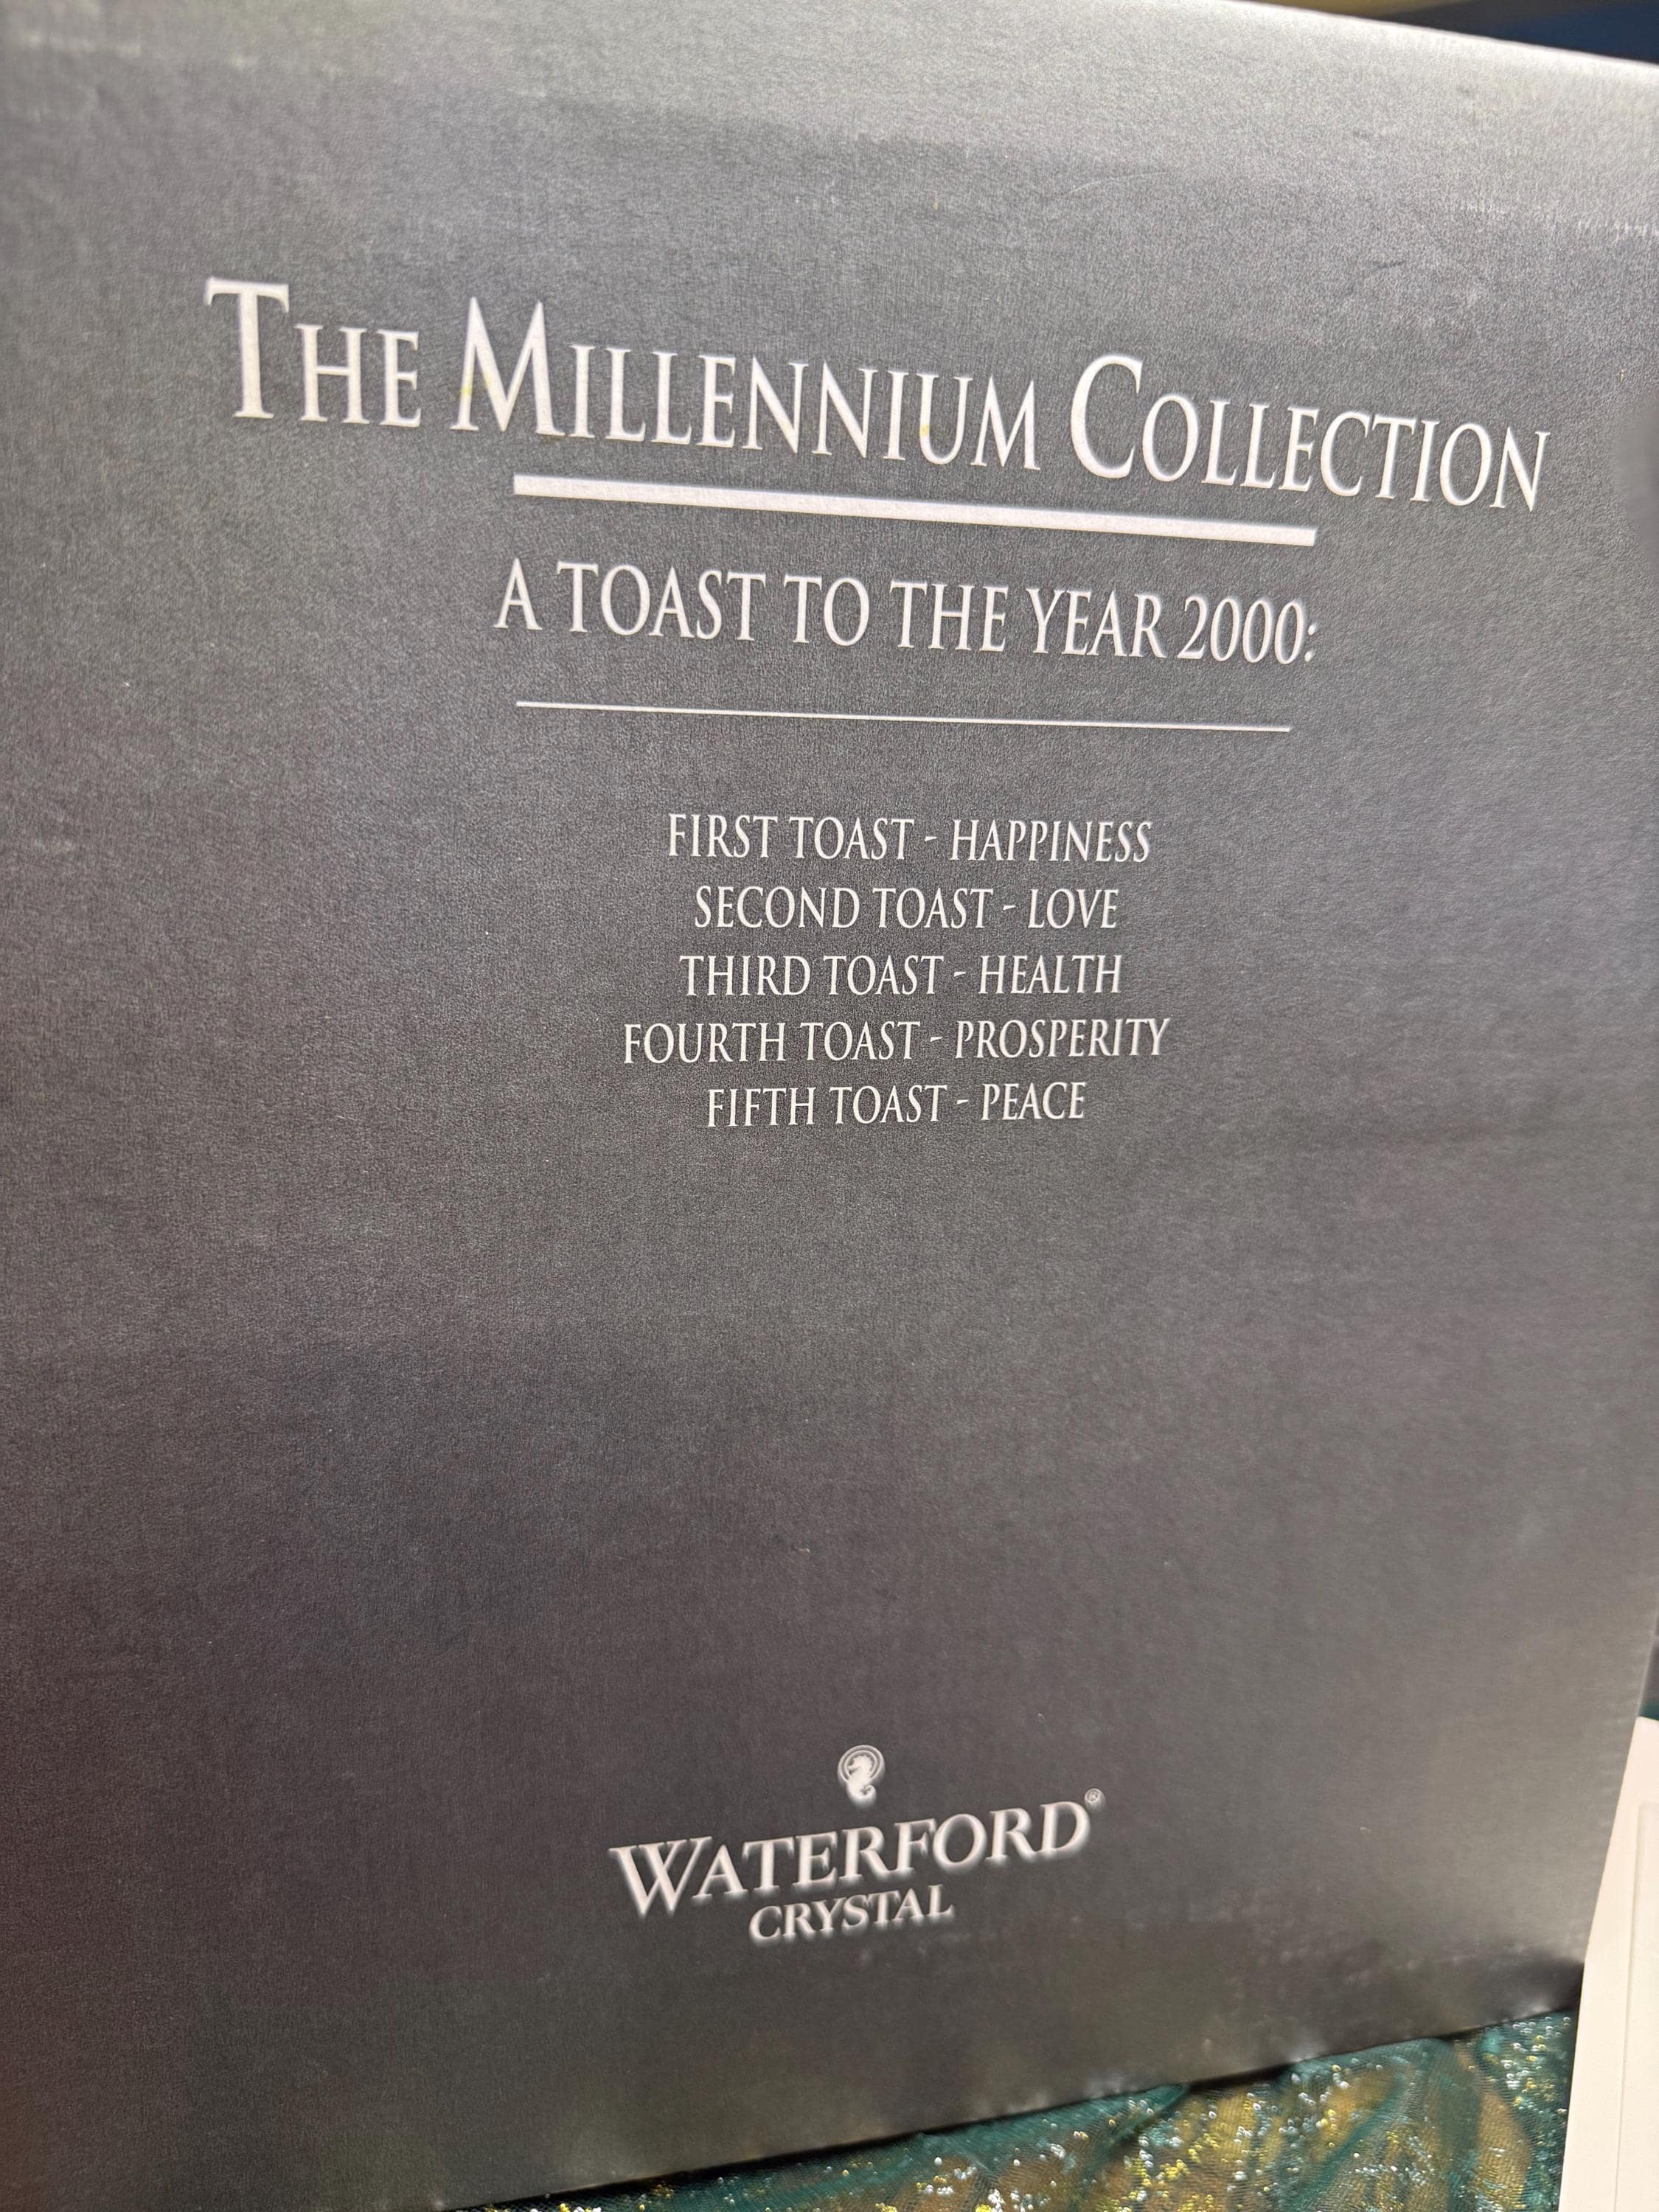 THE MILLENNIUM COLLECTION
A TOAST TO THE YEAR 2000:
FIRST TOAST - HAPPINESS
SECOND TOAST - LOVE
THIRD TOAST - HEALTH
FOURTH TOAST - PROSPERITY
FIFTH TOAST - PEACE
WATERFORD®
CRYSTAL